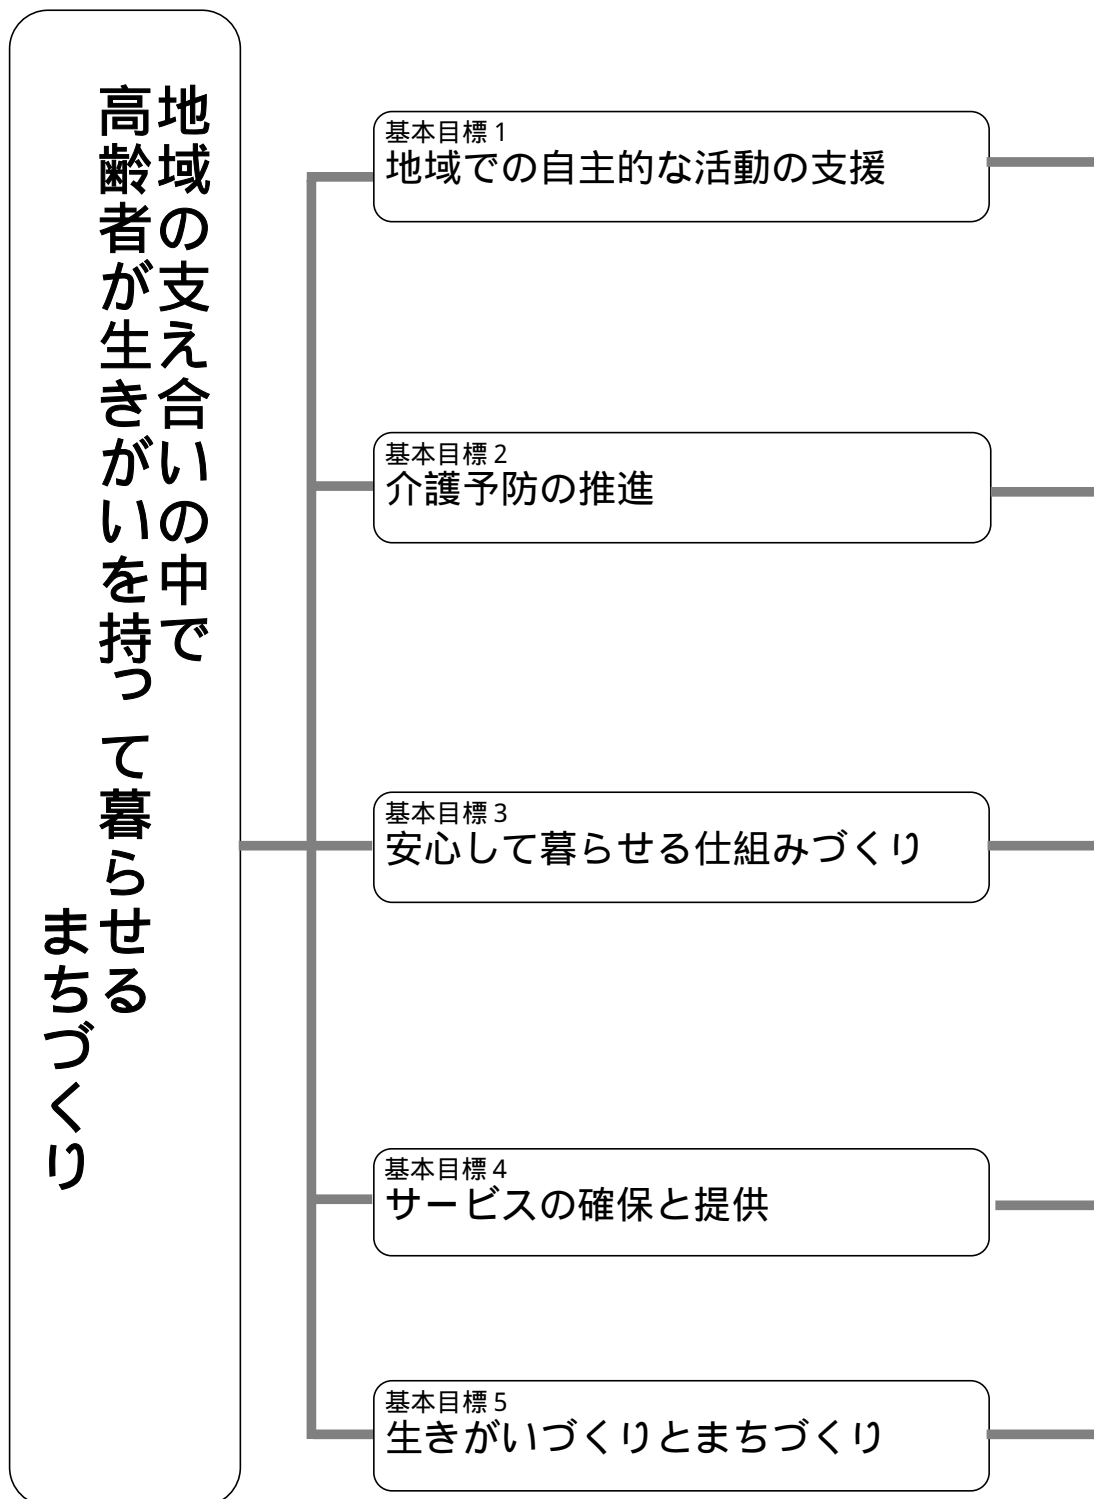 地域の支え合いの中で
高齢者が生きがいを持って暮らせる
まちづくり
基本目標1
地域での自主的な活動の支援
基本目標2
介護予防の推進
基本目標3
安心して暮らせる仕組みづくり
基本目標4
サービスの確保と提供
基本目標5
生きがいづくりとまちづくり